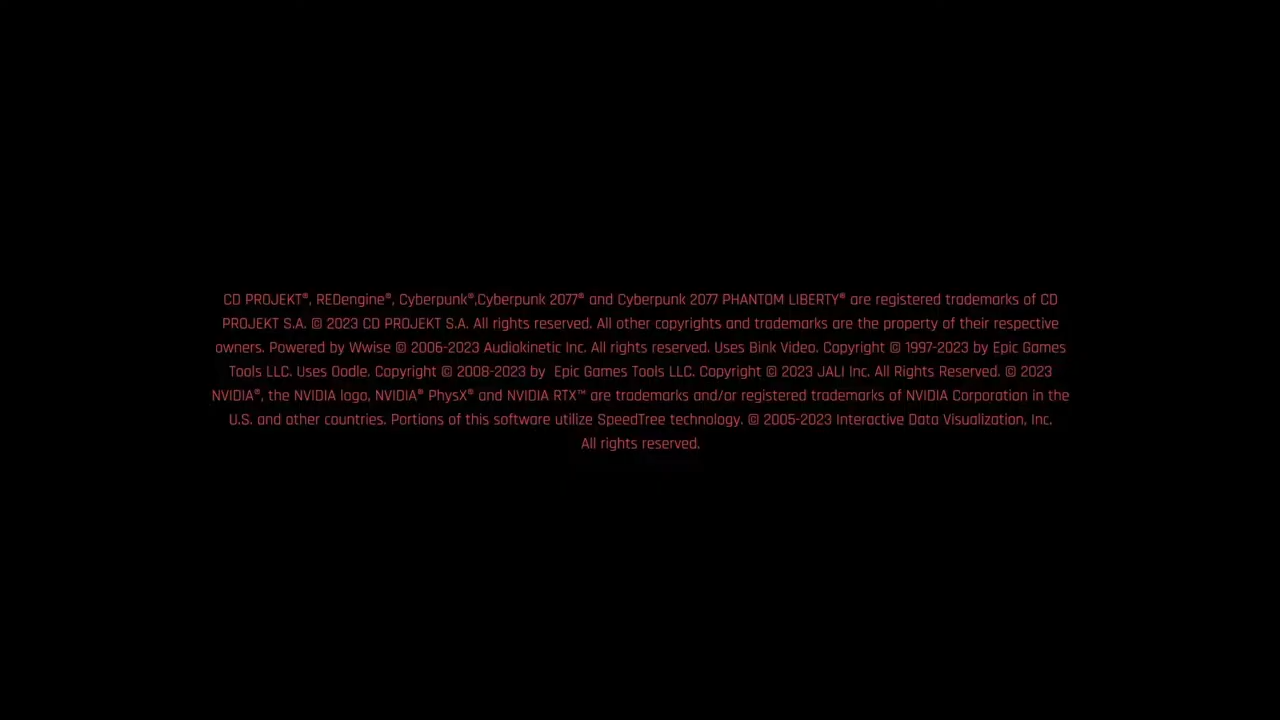 CD PROJEKT®, REDengine®, Cyberpunk®,Cyberpunk 2077® and Cyberpunk 2077 PHANTOM LIBERTY® are registered trademarks of CD
PROJEKT S.A. © 2023 CD PROJEKT S.A. All rights reserved. All other copyrights and trademarks are the property of their respective
owners. Powered by Wwise © 2006-2023 Audiokinetic Inc. All rights reserved. Uses Bink Video. Copyright © 1997-2023 by Epic Games
Tools LLC. Uses Oodle. Copyright © 2008-2023 by  Epic Games Tools LLC. Copyright © 2023 JALI Inc. All Rights Reserved. © 2023
NVIDIA®, the NVIDIA logo, NVIDIA® PhysX® and NVIDIA RTX™ are trademarks and/or registered trademarks of NVIDIA Corporation in the
U.S. and other countries. Portions of this software utilize SpeedTree technology. © 2005-2023 Interactive Data Visualization, Inc.
All rights reserved.